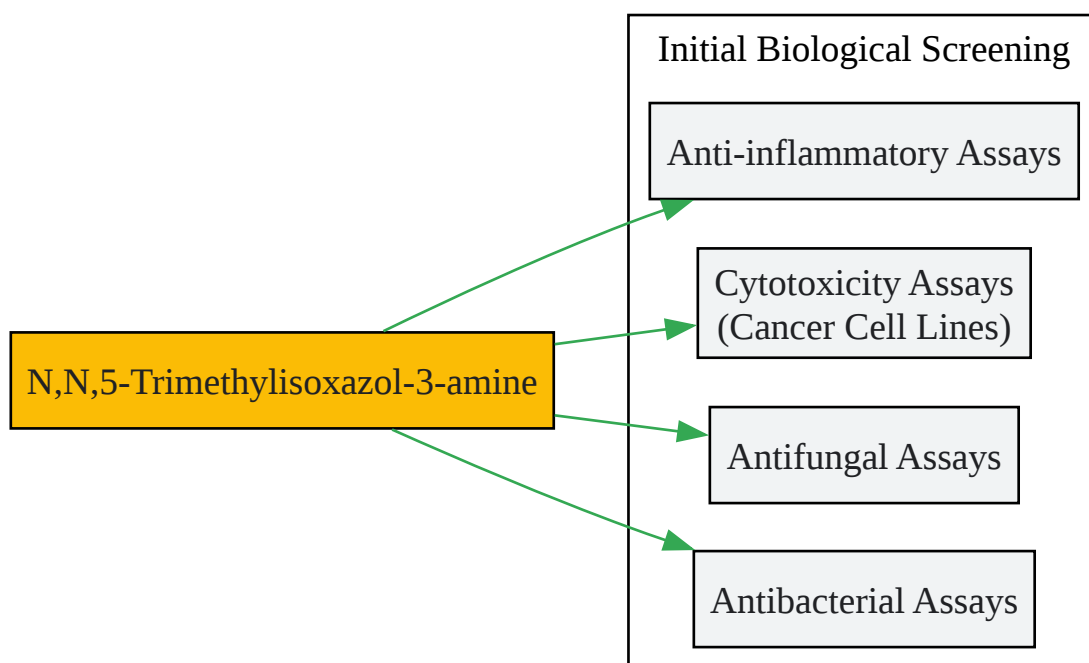 Initial Biological Screening
Anti-inflammatory Assays
Cytotoxicity Assays
(Cancer Cell Lines)
N,N,5-Trimethylisoxazol-3-amine
Antifungal Assays
Antibacterial Assays